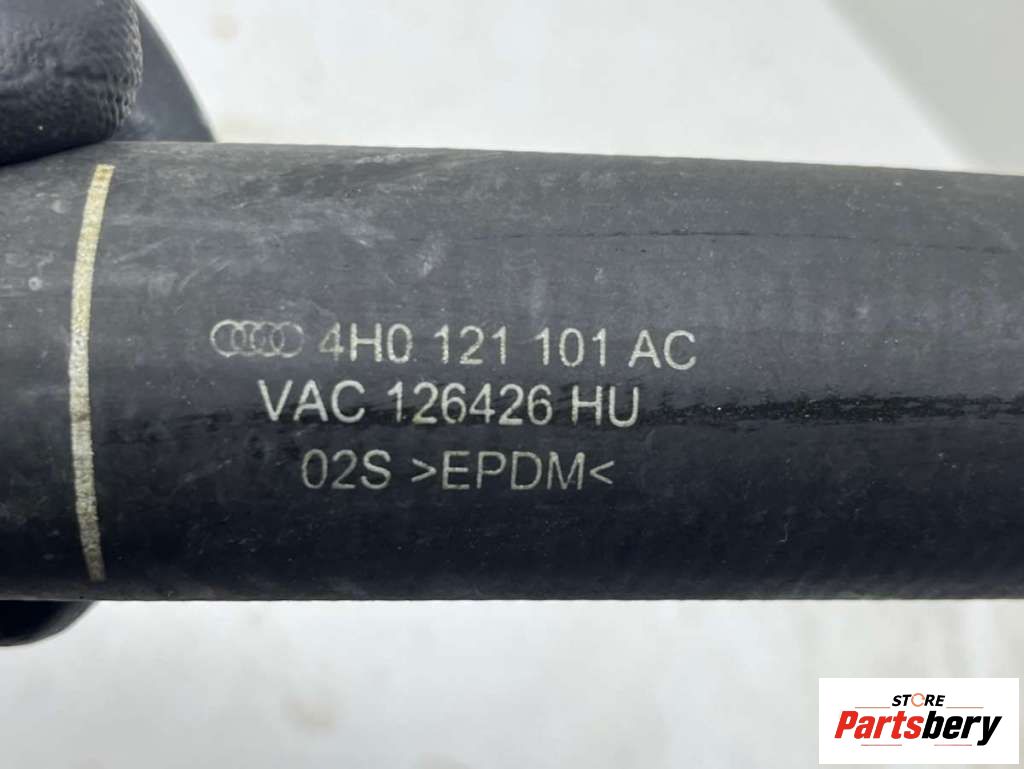 4H0 121 101 AC
VAC 126426 HU
02S >EPDM<
STORE
Partsbery